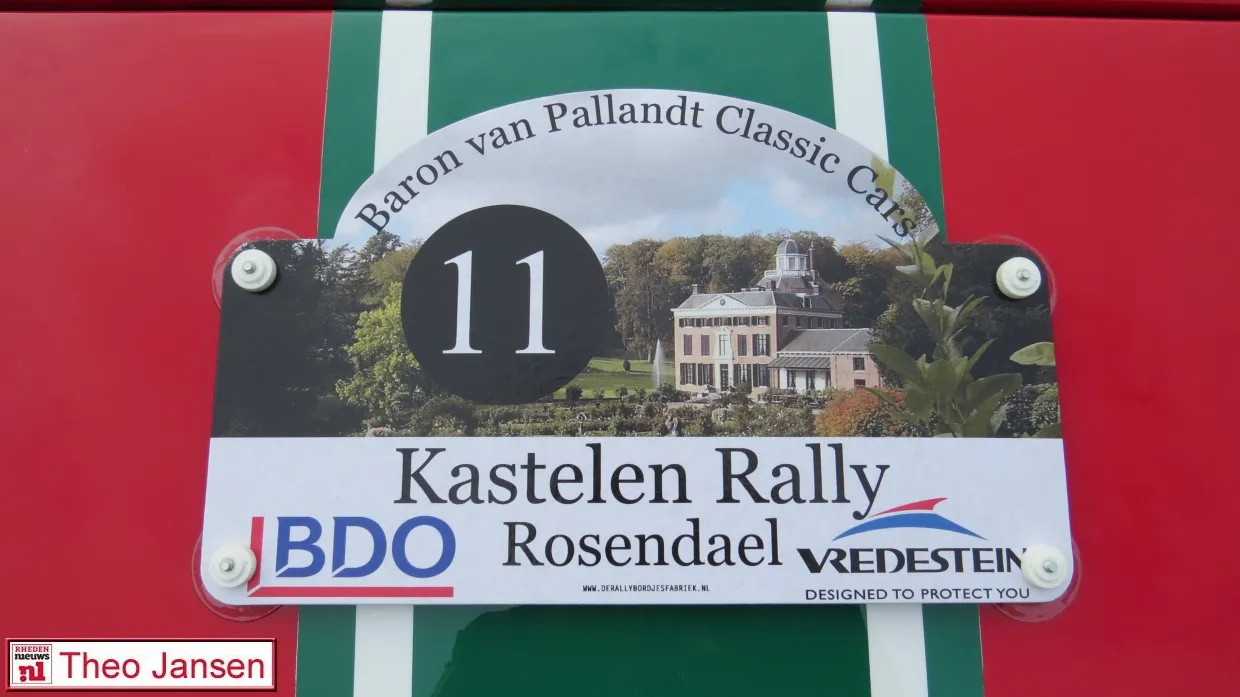 Baron van Pallandt Classic Cars
11
Kastelen Rally
BDO
Rosendael
VREDESTEIN
DESIGNED TO PROTECT YOU
WWW.DERALLYBORDJESFABRIEK.NL
RHEDEN
nieuws
.nl
Theo Jansen